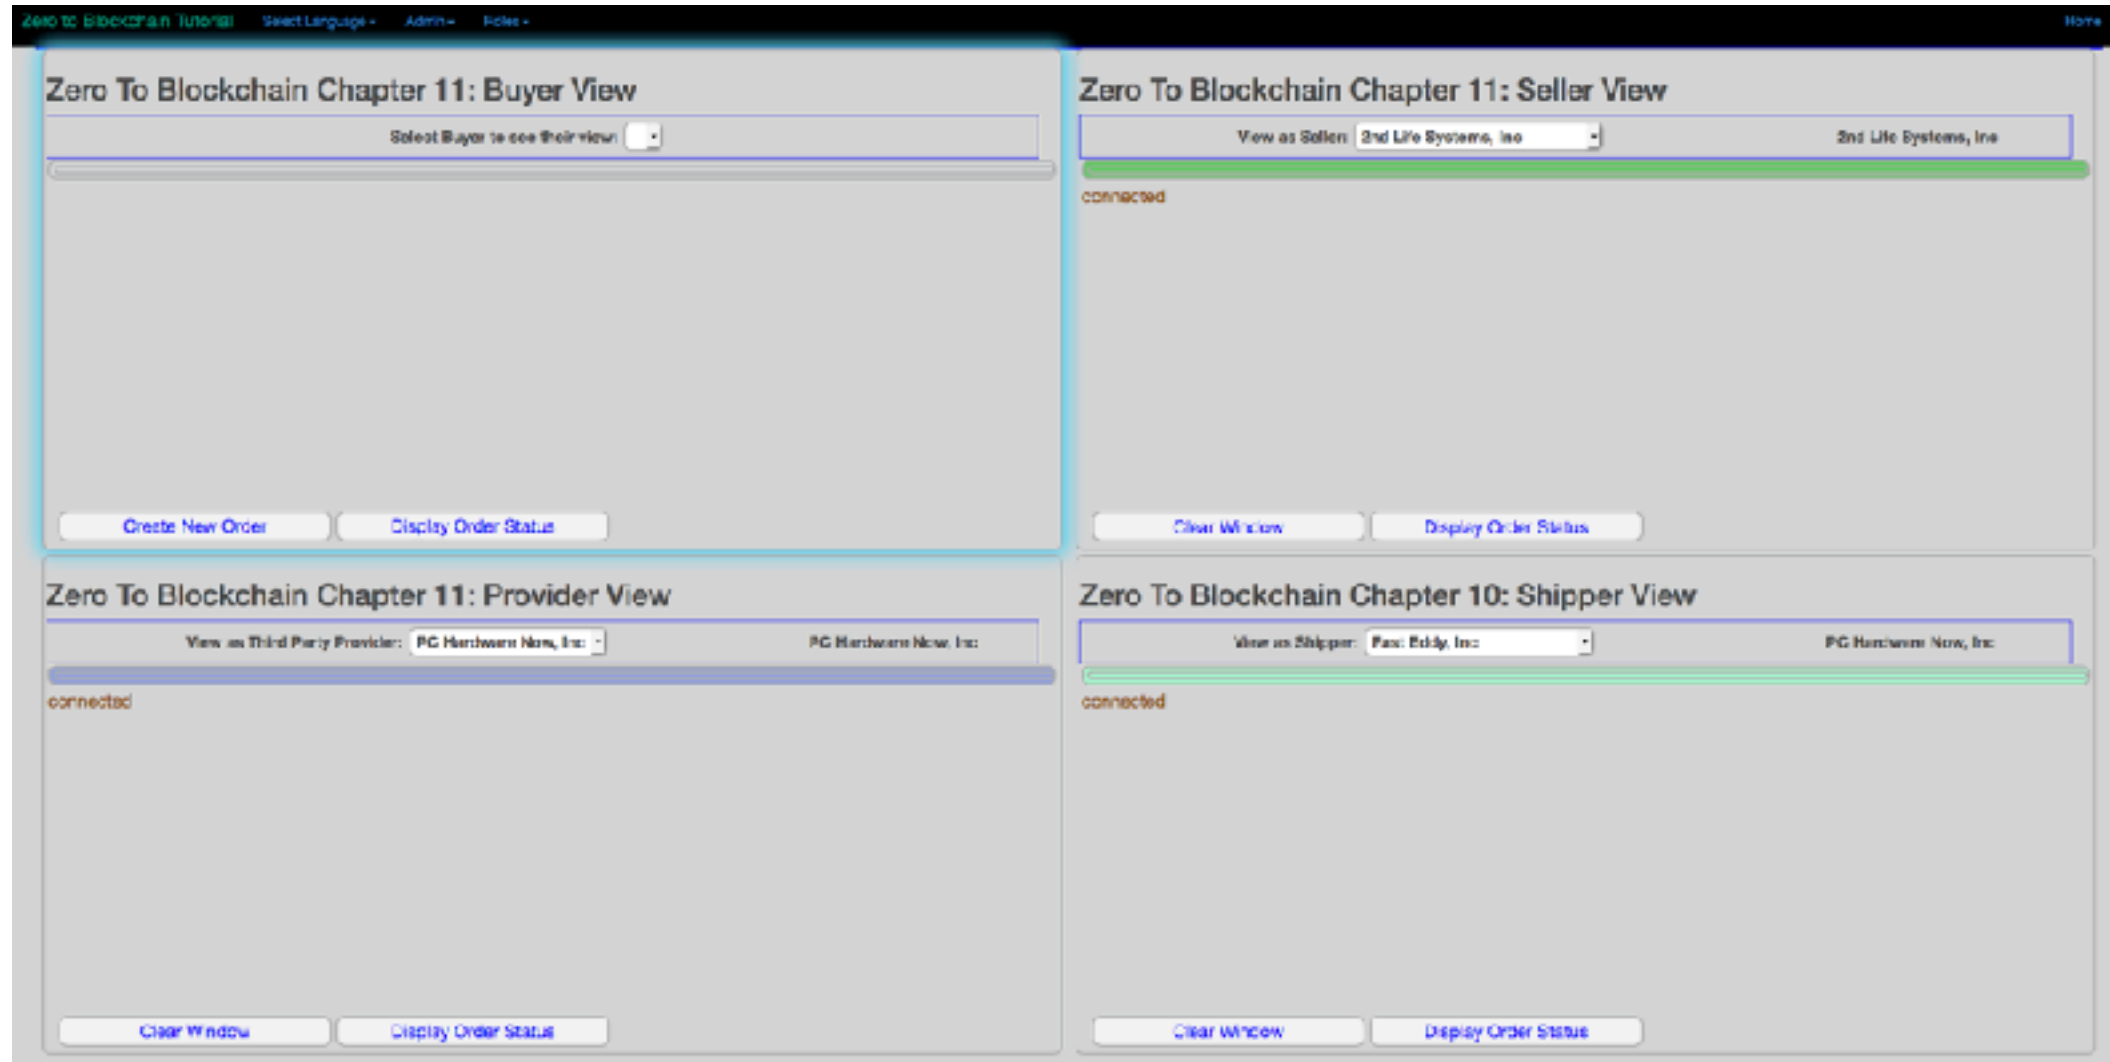 Zero to Blockchain Tutorial Select Language Admin Roles Home
Zero To Blockchain Chapter 11: Buyer View
Select Buyer to see their view:
Create New Order Display Order Status
Zero To Blockchain Chapter 11: Seller View
View as Seller: 2nd Life Systems, Inc 2nd Life Systems, Inc
connected
Clear Window Display Order Status
Zero To Blockchain Chapter 11: Provider View
View as Third Party Provider: PC Hardware Now, Inc PC Hardware Now, Inc
connected
Clear Window Display Order Status
Zero To Blockchain Chapter 10: Shipper View
View as Shipper: Fast Eddy, Inc PC Hardware Now, Inc
connected
Clear Window Display Order Status